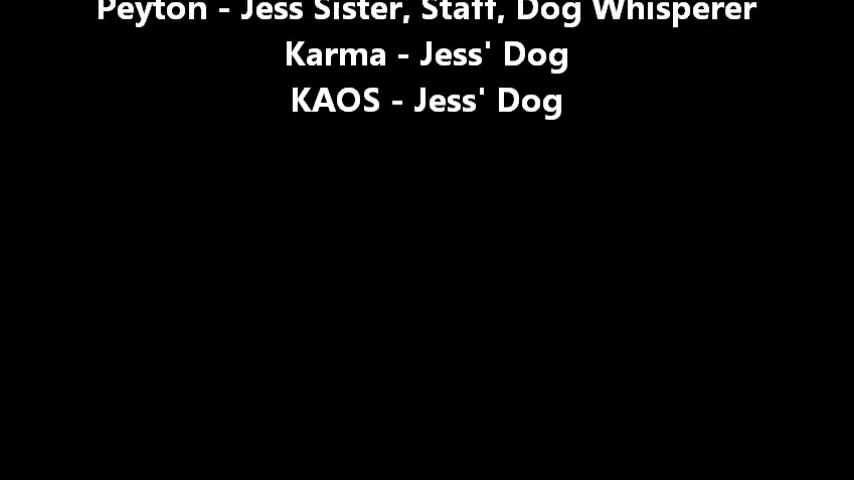 Peyton - Jess Sister, Staff, Dog Whisperer
Karma - Jess' Dog
KAOS - Jess' Dog